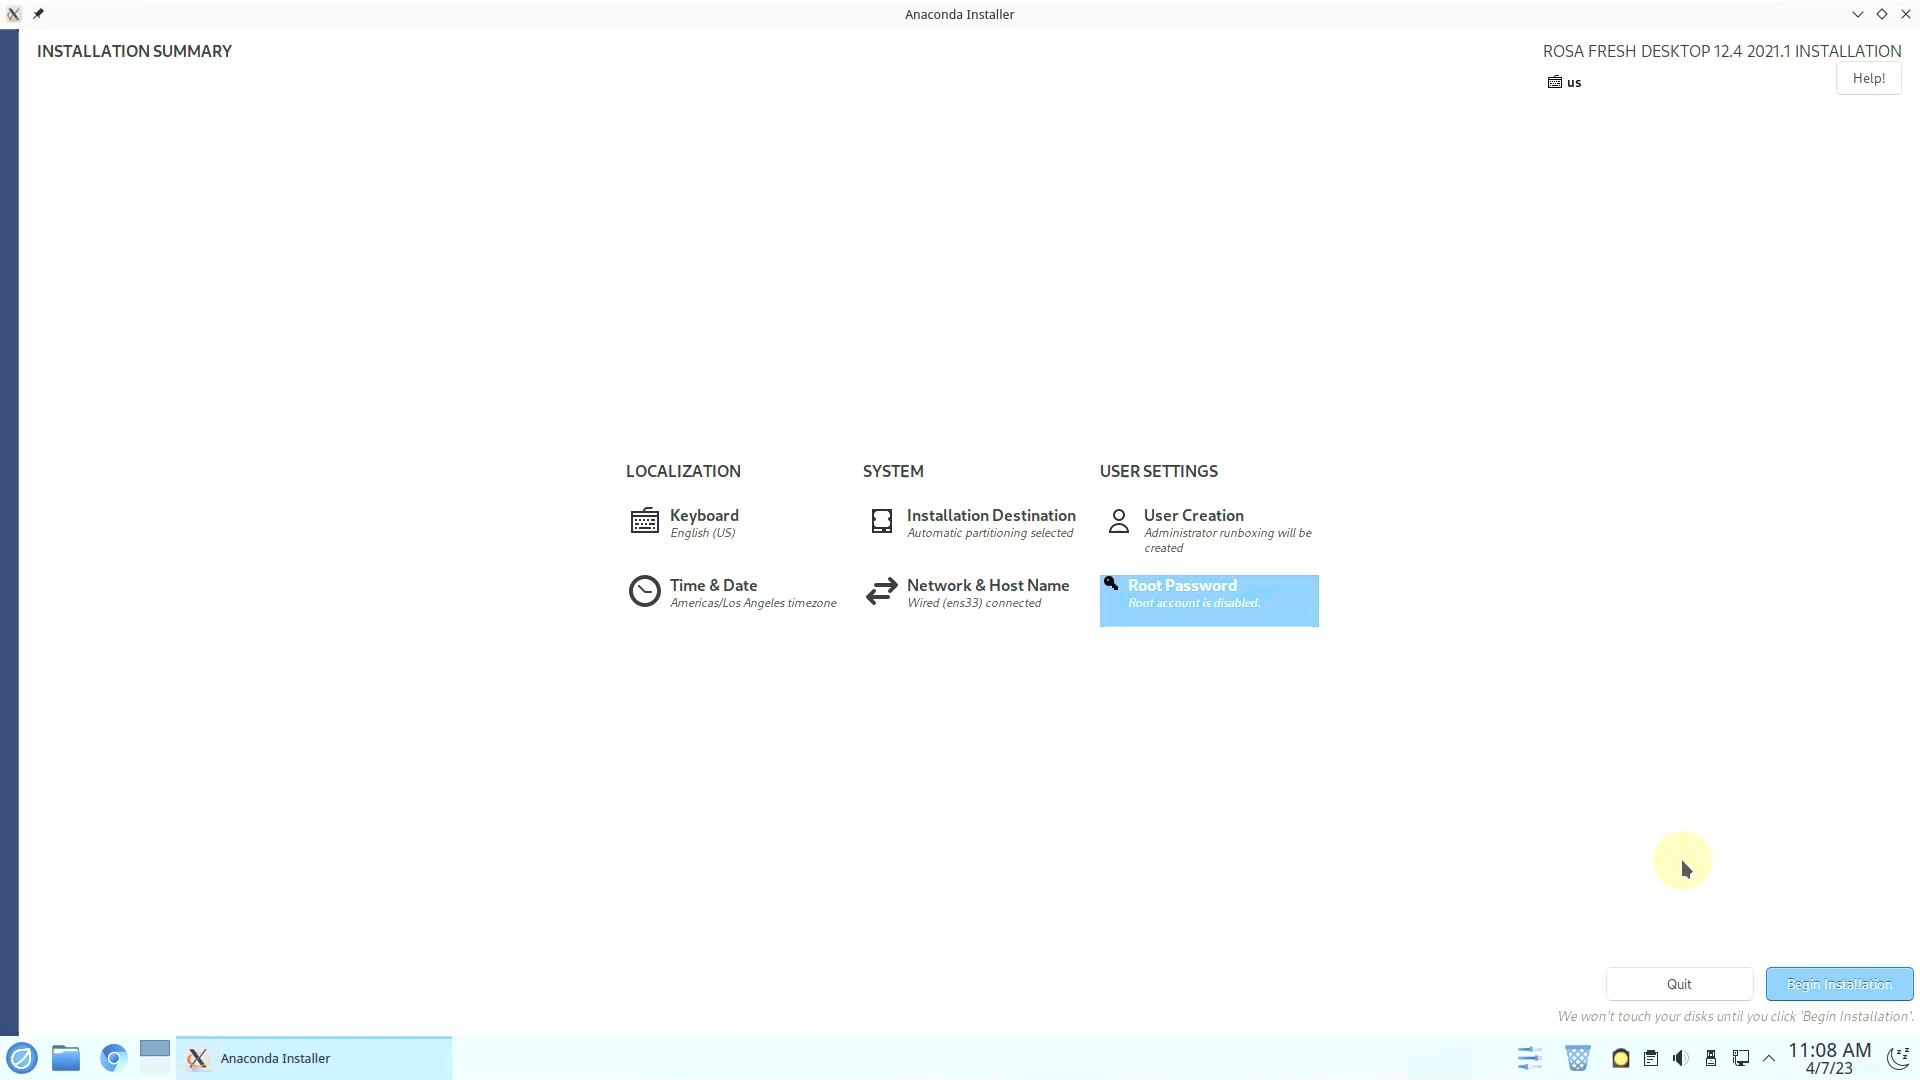 Anaconda Installer
INSTALLATION SUMMARY
ROSA FRESH DESKTOP 12.4 2021.1 INSTALLATION
us
Help!
LOCALIZATION
Keyboard
English (US)
Time & Date
Americas/Los Angeles timezone
SYSTEM
Installation Destination
Automatic partitioning selected
Network & Host Name
Wired (ens33) connected
USER SETTINGS
User Creation
Administrator runboxing will be
created
Root Password
Root account is disabled.
Quit
Begin Installation
We won't touch your disks until you click 'Begin Installation'.
Anaconda Installer
11:08 AM
4/7/23